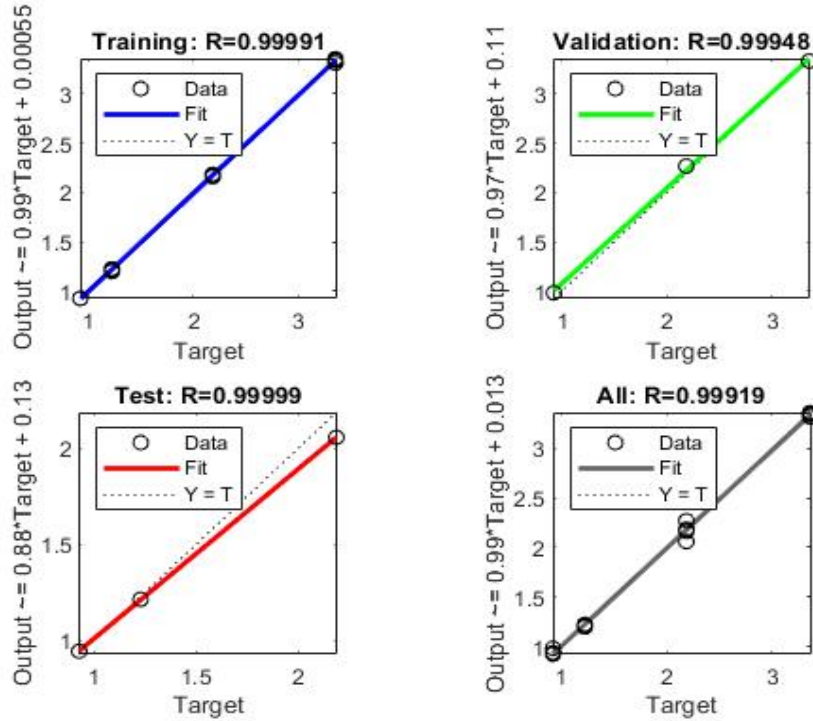 Training: R=0.99991
Output ~= 0.99*Target + 0.00055
Data
Fit
Y = T
3
2.5
2
1.5
1
1
2
3
Target
Validation: R=0.99948
Output ~= 0.97*Target + 0.11
Data
Fit
Y = T
3
2.5
2
1.5
1
1
2
3
Target
Test: R=0.99999
Output ~= 0.88*Target + 0.13
Data
Fit
Y = T
2
1.5
1
1
1.5
2
Target
All: R=0.99919
Output ~= 0.99*Target + 0.013
Data
Fit
Y = T
3
2.5
2
1.5
1
1
2
3
Target